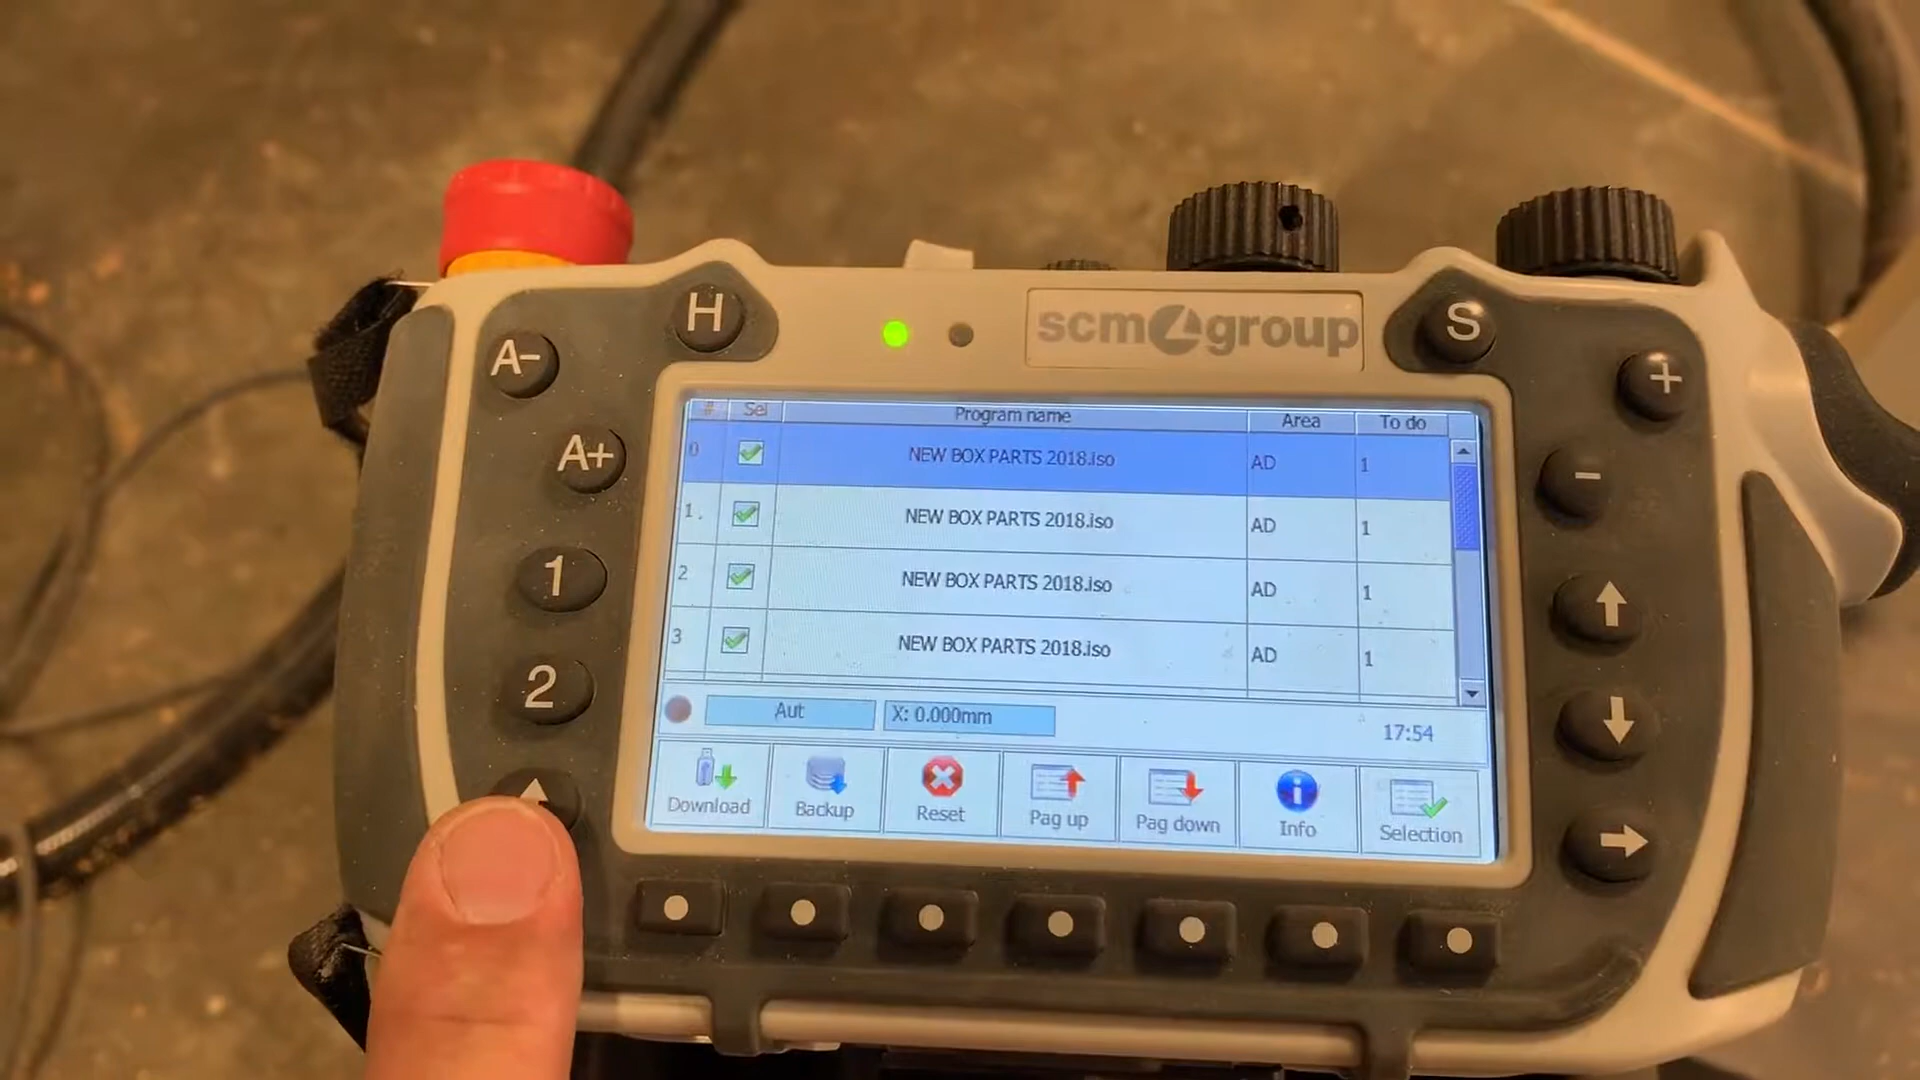 H
scm group
S
A-
+
A+
-
1
2
# Sel Program name Area To do
0 NEW BOX PARTS 2018.iso AD 1
1 NEW BOX PARTS 2018.iso AD 1
2 NEW BOX PARTS 2018.iso AD 1
3 NEW BOX PARTS 2018.iso AD 1
Aut X: 0.000mm 17:54
Download Backup Reset Pag up Pag down Info Selection